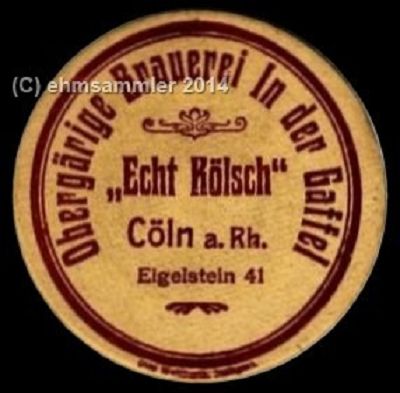 (C) ehmsammler 2014
Obergärige Brauerei In der Gaffel
„Echt Kölsch“
Cöln a. Rh.
Eigelstein 41